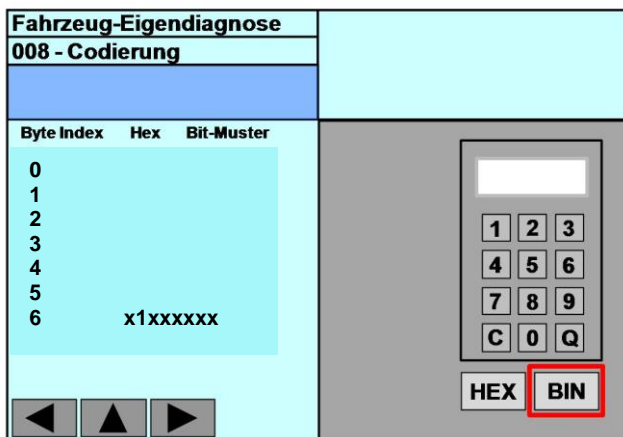 Fahrzeug-Eigendiagnose
008 - Codierung
Byte Index Hex Bit-Muster
0
1
2
3
4
5
6 x1xxxxxx
1 2 3
4 5 6
7 8 9
C 0 Q
HEX BIN